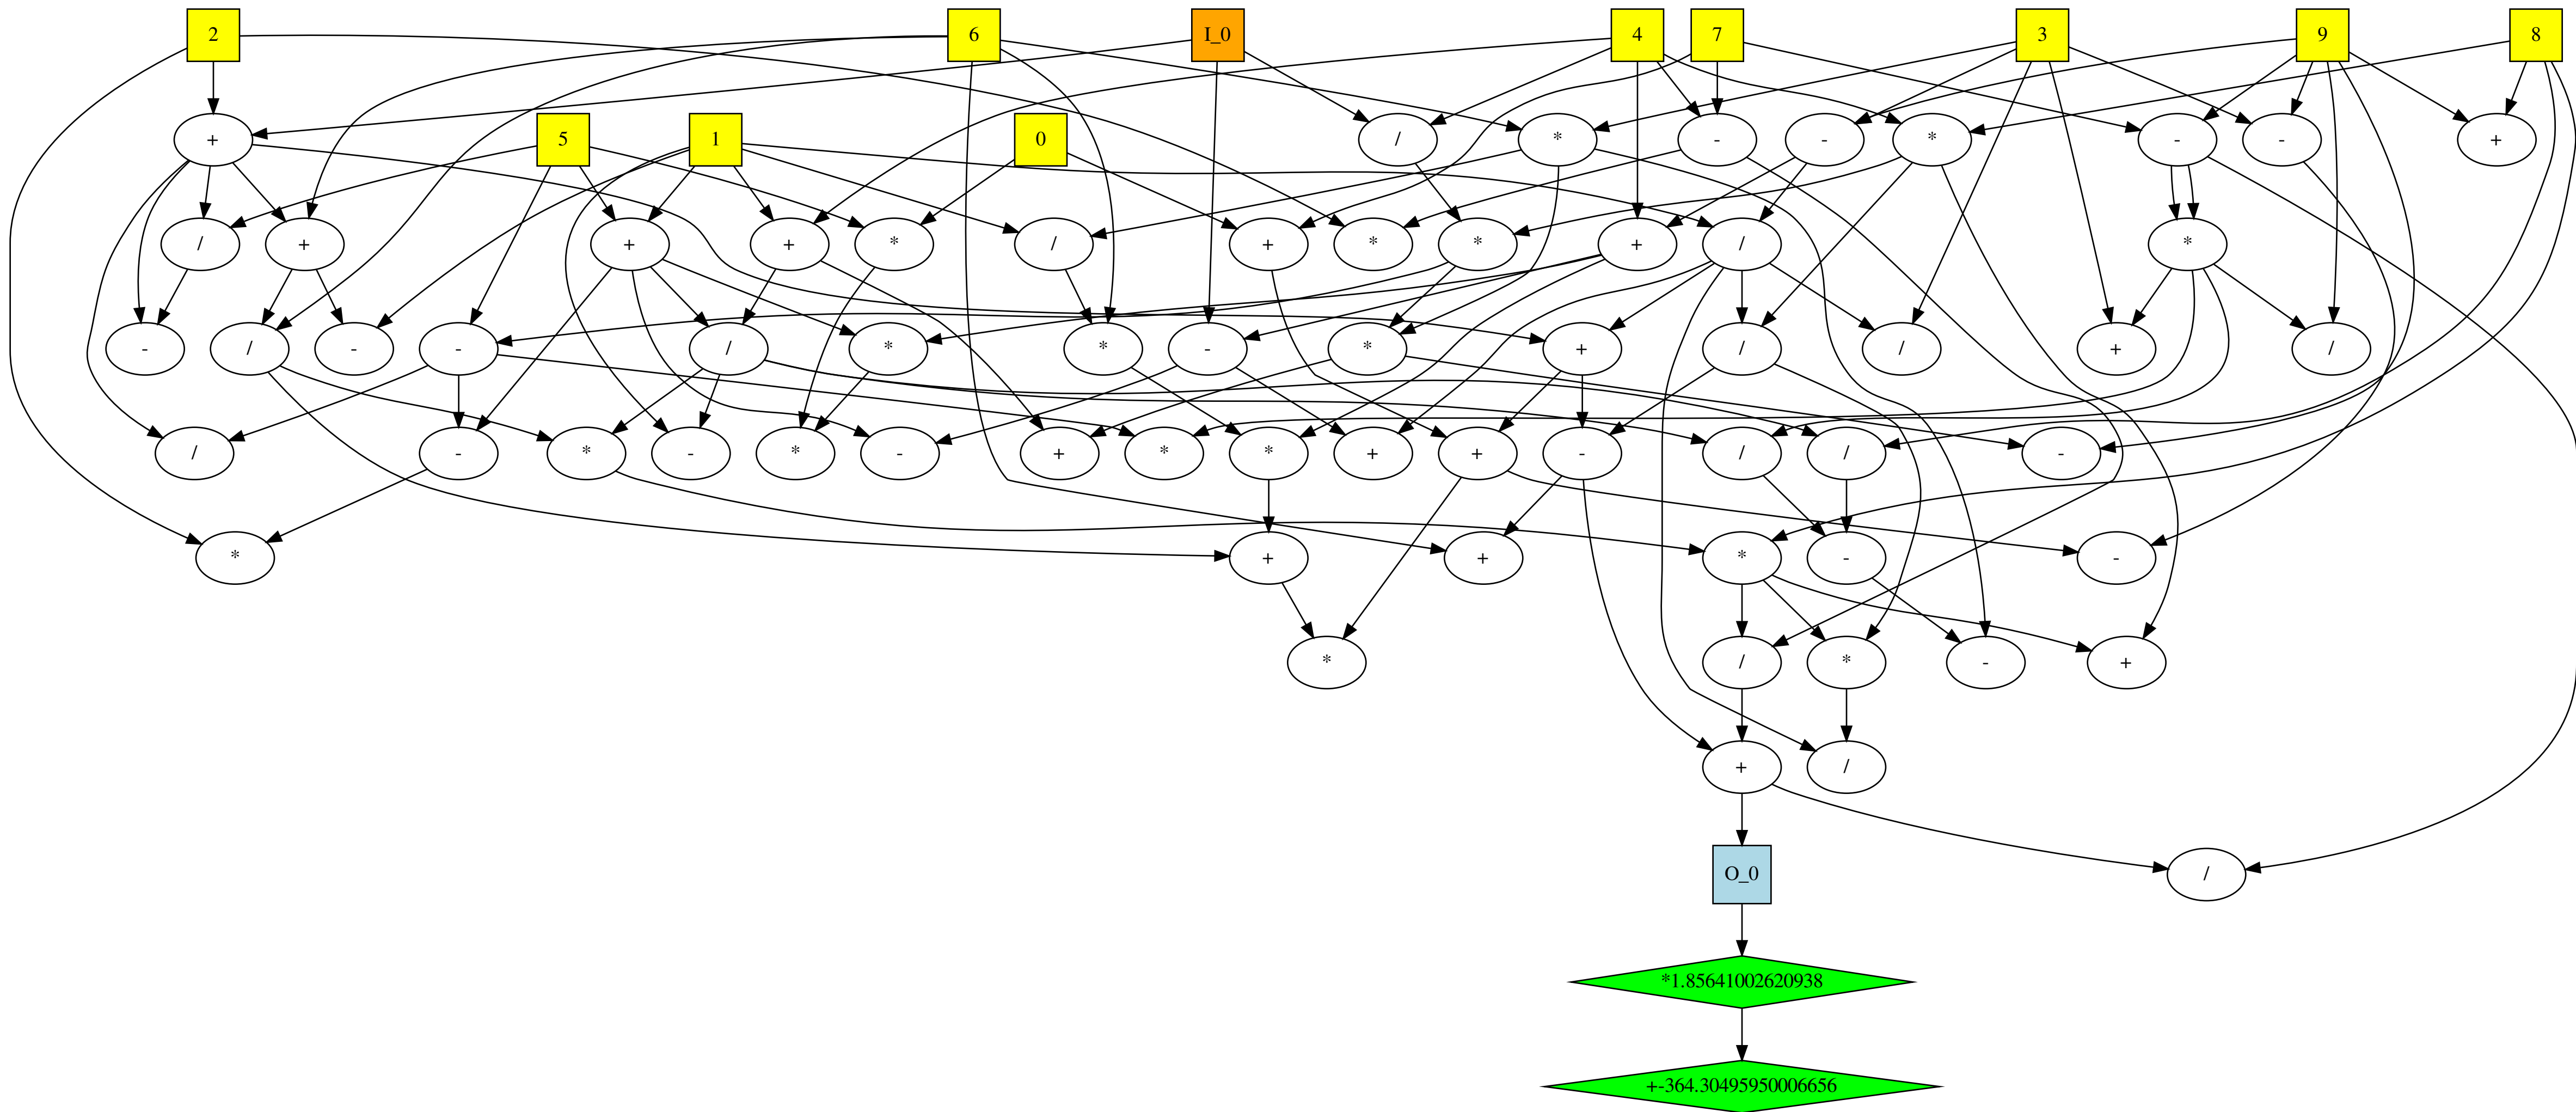 2 6 I_0 4 7 3 9 8
+ 5 1 0 / * - - * - - +
/ + + + * / + * * + / *
- / - - / * * - * + / / + /
/ - * - * - + * * + + - / / -
* + + * - -
* / * - +
+ /
O_0 /
*1.85641002620938
+-364.30495950006656